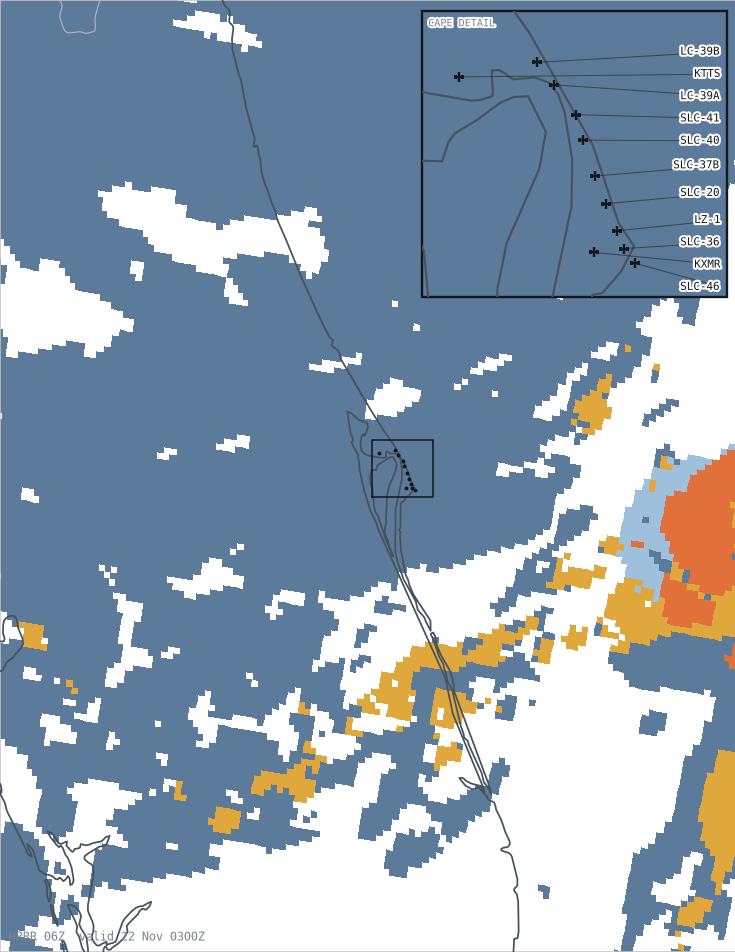 CAPE DETAIL
LC-39B
KTTS
LC-39A
SLC-41
SLC-40
SLC-37B
SLC-20
LZ-1
SLC-36
KXMR
SLC-46
HRRR 06Z  valid 22 Nov 0300Z